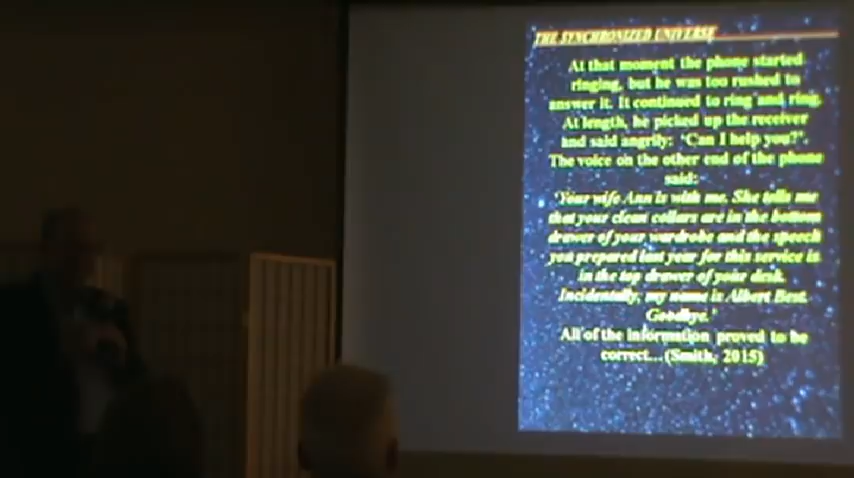 THE SYNCHRONIZED UNIVERSE
At that moment the phone started
ringing, but he was too rushed to
answer it. It continued to ring and ring.
At length, he picked up the receiver
and said angrily: 'Can I help you?'.
The voice on the other end of the phone
said:
'Your wife Ann is with me. She tells me
that your clean collars are in the bottom
drawer of your wardrobe and the speech
you prepared last year for this service is
in the top drawer of your desk.
Incidentally, my name is Albert Best.
Goodbye.'
All of the information proved to be
correct...(Smith, 2015)